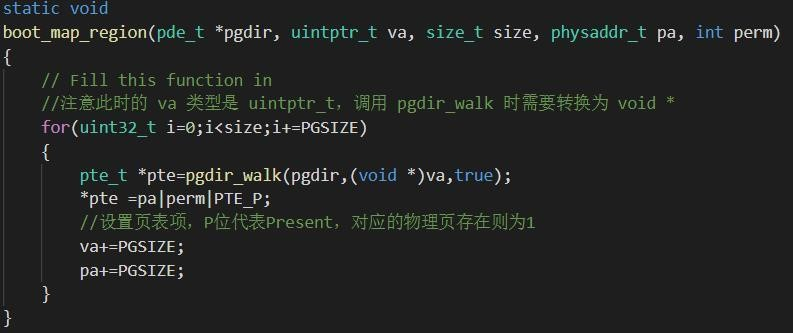 static void
boot_map_region(pde_t *pgdir, uintptr_t va, size_t size, physaddr_t pa, int perm)
{
    // Fill this function in
    //注意此时的 va 类型是 uintptr_t，调用 pgdir_walk 时需要转换为 void *
    for(uint32_t i=0;i<size;i+=PGSIZE)
    {
        pte_t *pte=pgdir_walk(pgdir,(void *)va,true);
        *pte =pa|perm|PTE_P;
        //设置页表项，P位代表Present，对应的物理页存在则为1
        va+=PGSIZE;
        pa+=PGSIZE;
    }
}